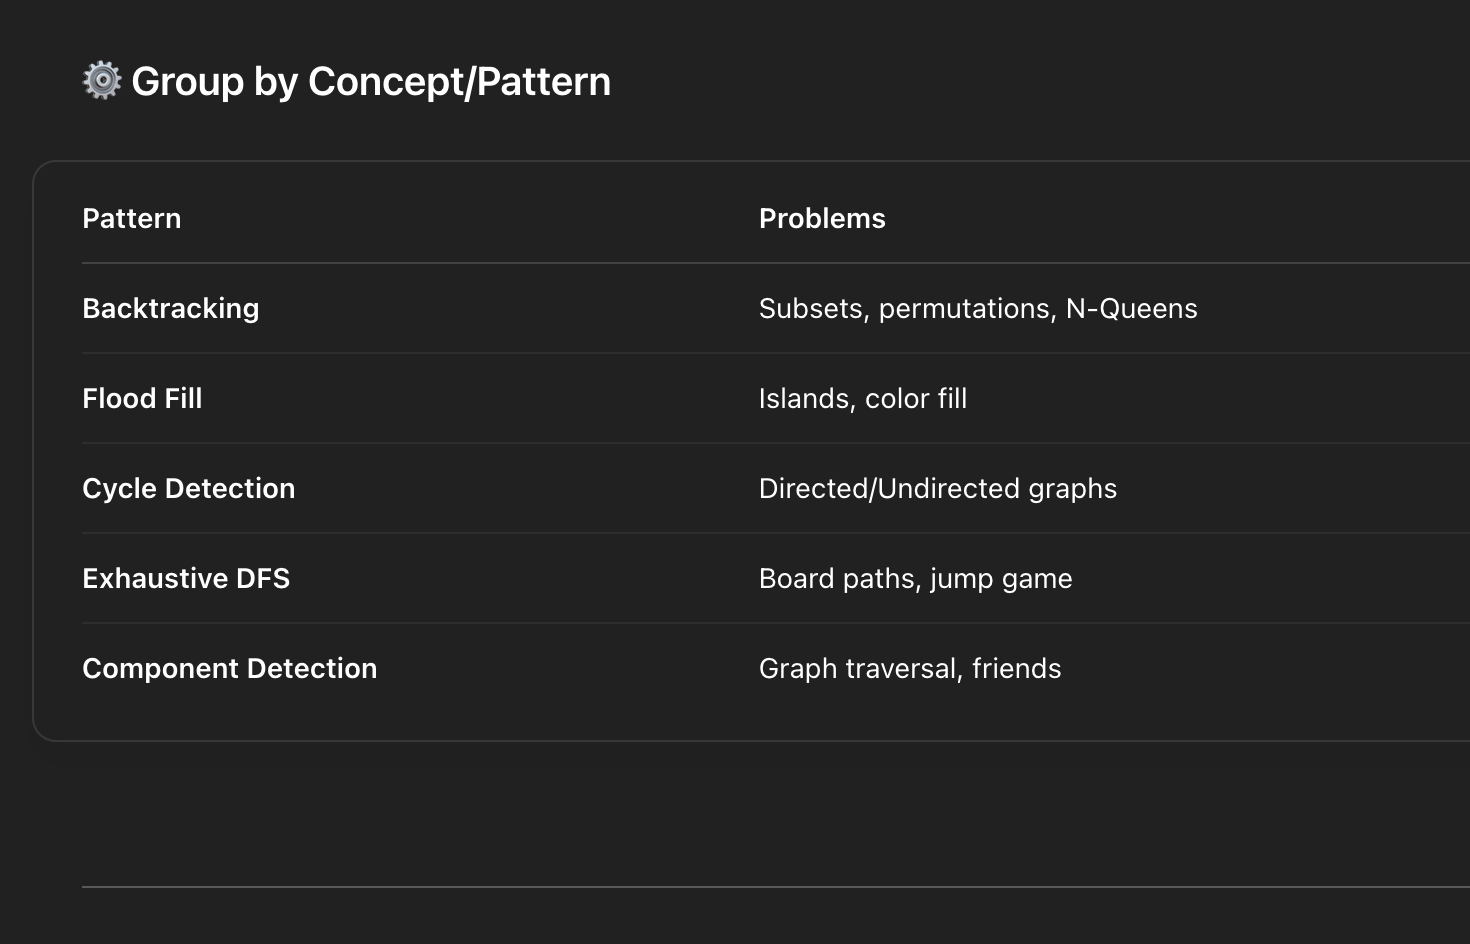 ⚙️ Group by Concept/Pattern
Pattern Problems
Backtracking Subsets, permutations, N-Queens
Flood Fill Islands, color fill
Cycle Detection Directed/Undirected graphs
Exhaustive DFS Board paths, jump game
Component Detection Graph traversal, friends